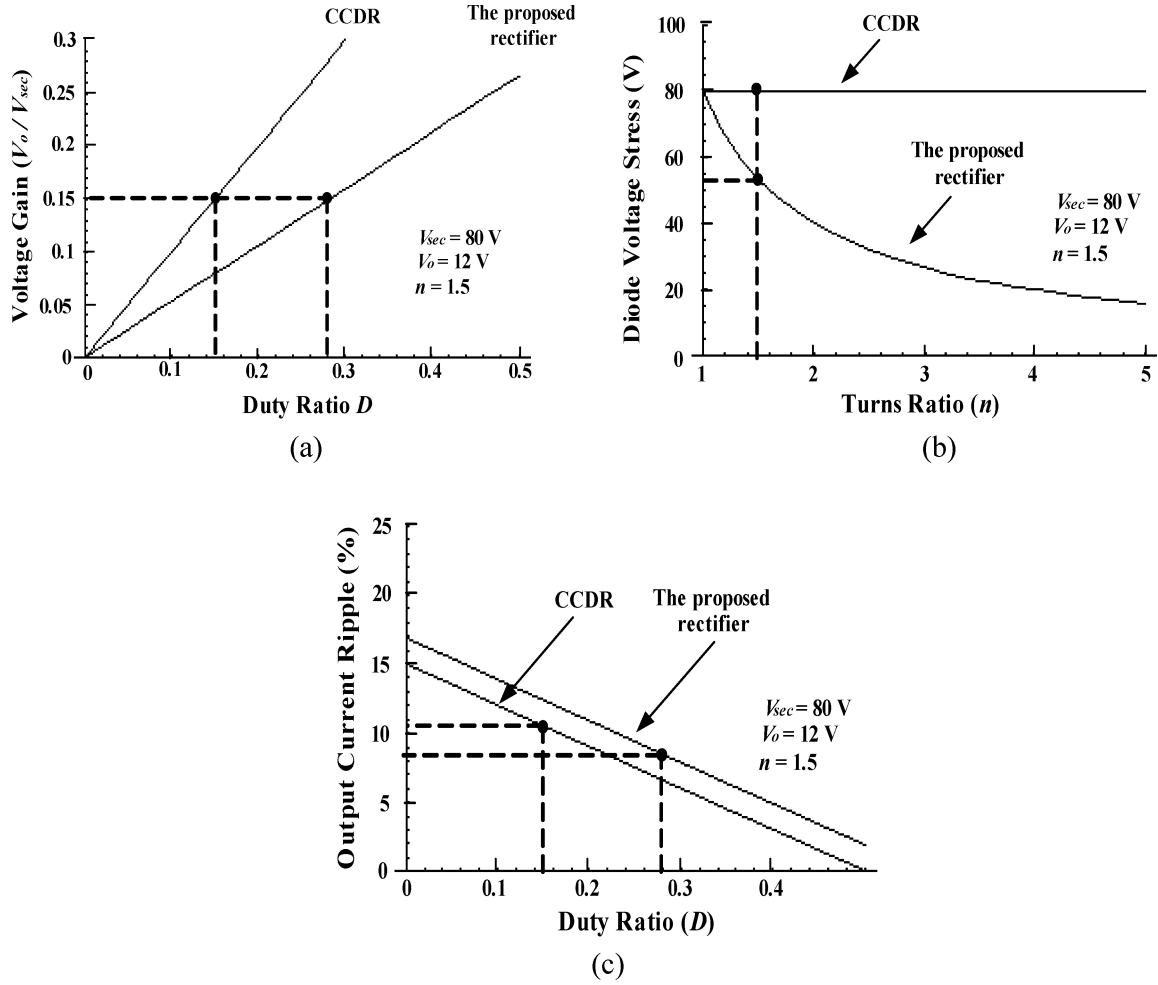 CCDR
The proposed
rectifier
0.3
0.25
0.2
0.15
0.1
0.05
0
Voltage Gain (Vo / Vsec)
Vsec = 80 V
Vo = 12 V
n = 1.5
0 0.1 0.2 0.3 0.4 0.5
Duty Ratio D
(a)
100
80
60
40
20
0
Diode Voltage Stress (V)
CCDR
The proposed
rectifier
Vsec = 80 V
Vo = 12 V
n = 1.5
1 2 3 4 5
Turns Ratio (n)
(b)
25
20
15
10
5
0
Output Current Ripple (%)
CCDR
The proposed
rectifier
Vsec = 80 V
Vo = 12 V
n = 1.5
0 0.1 0.2 0.3 0.4
Duty Ratio (D)
(c)